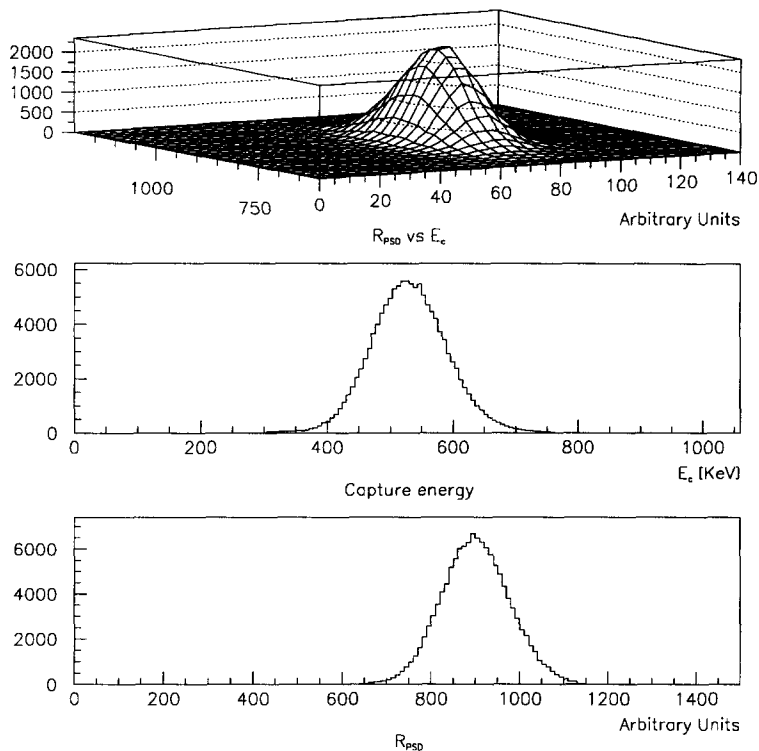 2000
1500
1000
500
0
1000
750
0 20 40 60 80 100 120 140
Arbitrary Units
R_PSD vs E_c
6000
4000
2000
0
0 200 400 600 800 1000
E_c [KeV]
Capture energy
6000
4000
2000
0
0 200 400 600 800 1000 1200 1400
Arbitrary Units
R_PSD